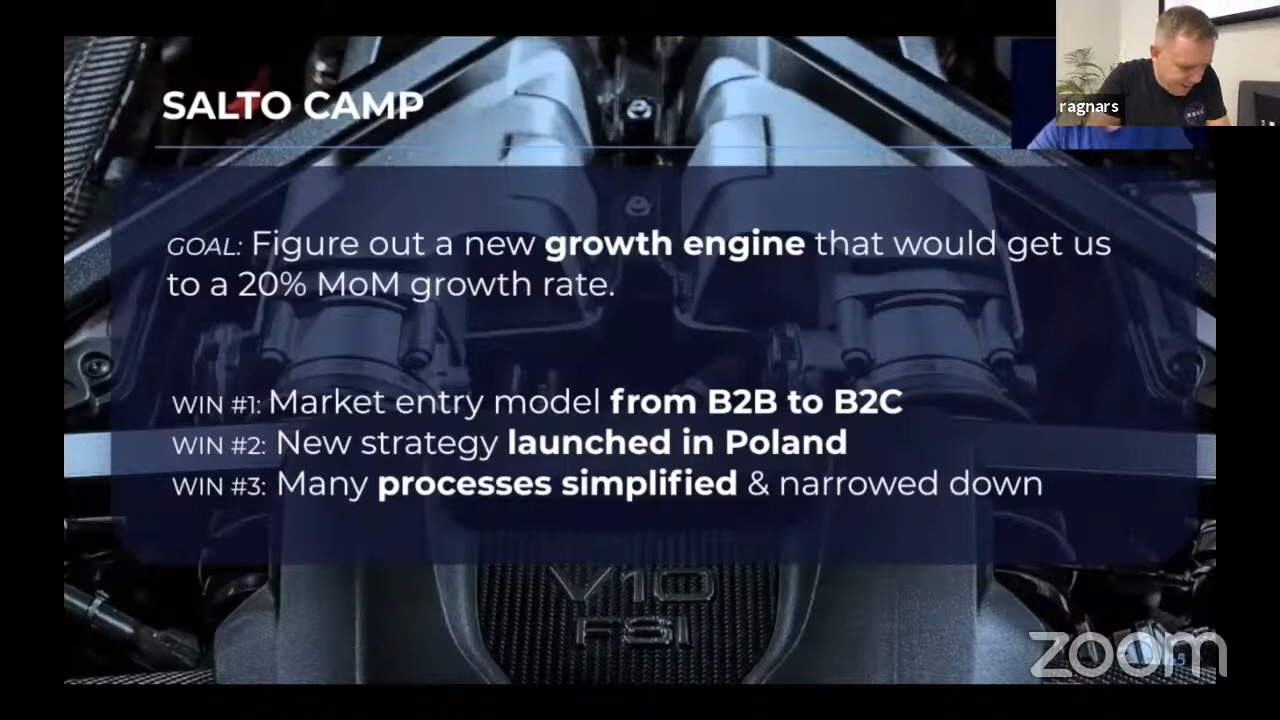 SALTO CAMP
ragnars
NASA
GOAL: Figure out a new growth engine that would get us
to a 20% MoM growth rate.
WIN #1: Market entry model from B2B to B2C
WIN #2: New strategy launched in Poland
WIN #3: Many processes simplified & narrowed down
V10
FSI
zoom